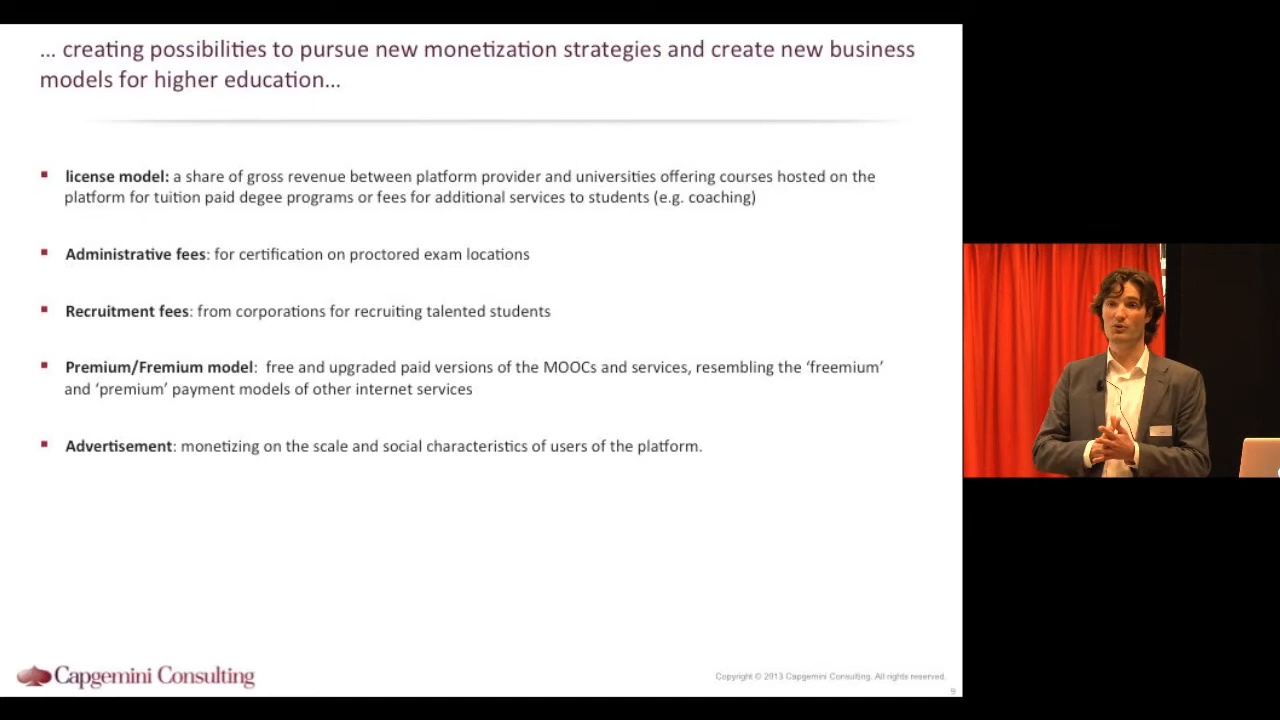 ... creating possibilities to pursue new monetization strategies and create new business
models for higher education...
▪ license model: a share of gross revenue between platform provider and universities offering courses hosted on the
platform for tuition paid degee programs or fees for additional services to students (e.g. coaching)
▪ Administrative fees: for certification on proctored exam locations
▪ Recruitment fees: from corporations for recruiting talented students
▪ Premium/Fremium model:  free and upgraded paid versions of the MOOCs and services, resembling the ‘freemium’
and ‘premium’ payment models of other internet services
▪ Advertisement: monetizing on the scale and social characteristics of users of the platform.
Capgemini Consulting
Copyright © 2013 Capgemini Consulting. All rights reserved.
9